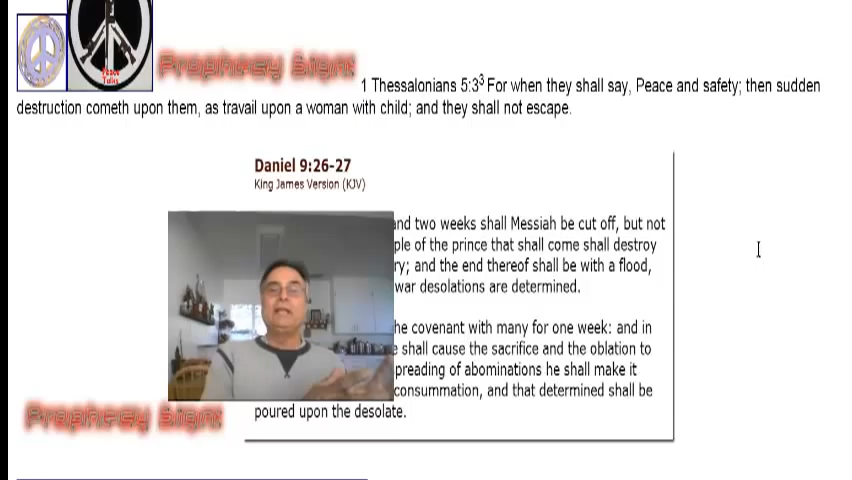 Peace
Talks
Prophecy Sign:
1 Thessalonians 5:3³ For when they shall say, Peace and safety; then sudden
destruction cometh upon them, as travail upon a woman with child; and they shall not escape.
Daniel 9:26-27
King James Version (KJV)
and two weeks shall Messiah be cut off, but not
ple of the prince that shall come shall destroy
ry; and the end thereof shall be with a flood,
war desolations are determined.
he covenant with many for one week: and in
e shall cause the sacrifice and the oblation to
preading of abominations he shall make it
consummation, and that determined shall be
poured upon the desolate.
Prophecy Sign: